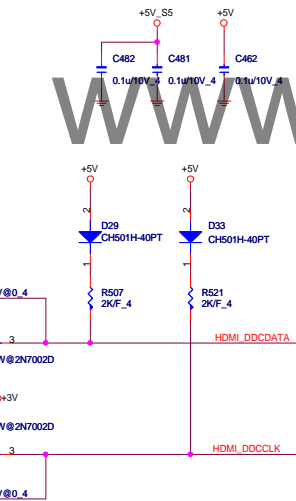 +5V_S5
+5V
C482
C481
C462
0.1u/10V_4
0.1u/10V_4
0.1u/10V_4
WWW
+5V
+5V
2
2
D29
CH501H-40PT
D33
CH501H-40PT
1
1
R507
2K/F_4
R521
2K/F_4
V@0_4
3
HDMI_DDCDATA
W@2N7002D
+3V
W@2N7002D
3
HDMI_DDCCLK
V@0_4